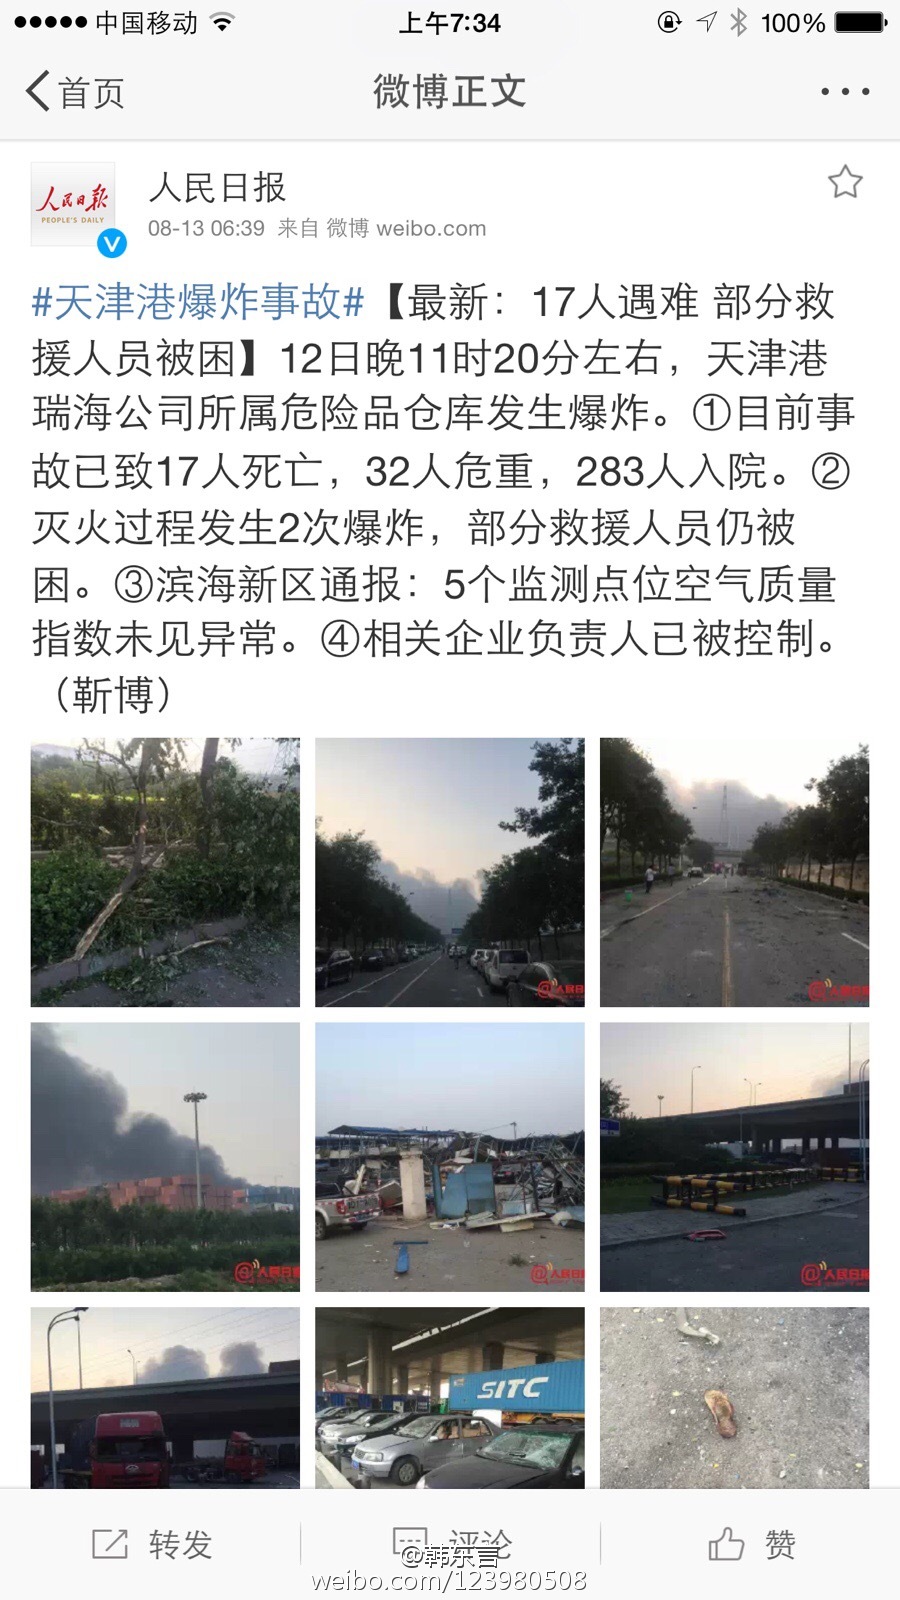 中国移动
上午7:34
100%
首页
微博正文
人民日报
PEOPLE'S DAILY
人民日报
08-13 06:39 来自 微博 weibo.com
#天津港爆炸事故#【最新：17人遇难 部分救
援人员被困】12日晚11时20分左右，天津港
瑞海公司所属危险品仓库发生爆炸。①目前事
故已致17人死亡，32人危重，283人入院。②
灭火过程发生2次爆炸，部分救援人员仍被
困。③滨海新区通报：5个监测点位空气质量
指数未见异常。④相关企业负责人已被控制。
（靳博）
@人民日报
@人民日报
@人民日报
@人民日报
@人民日报
SITC
转发
评论
赞
@韩东言
weibo.com/123980508